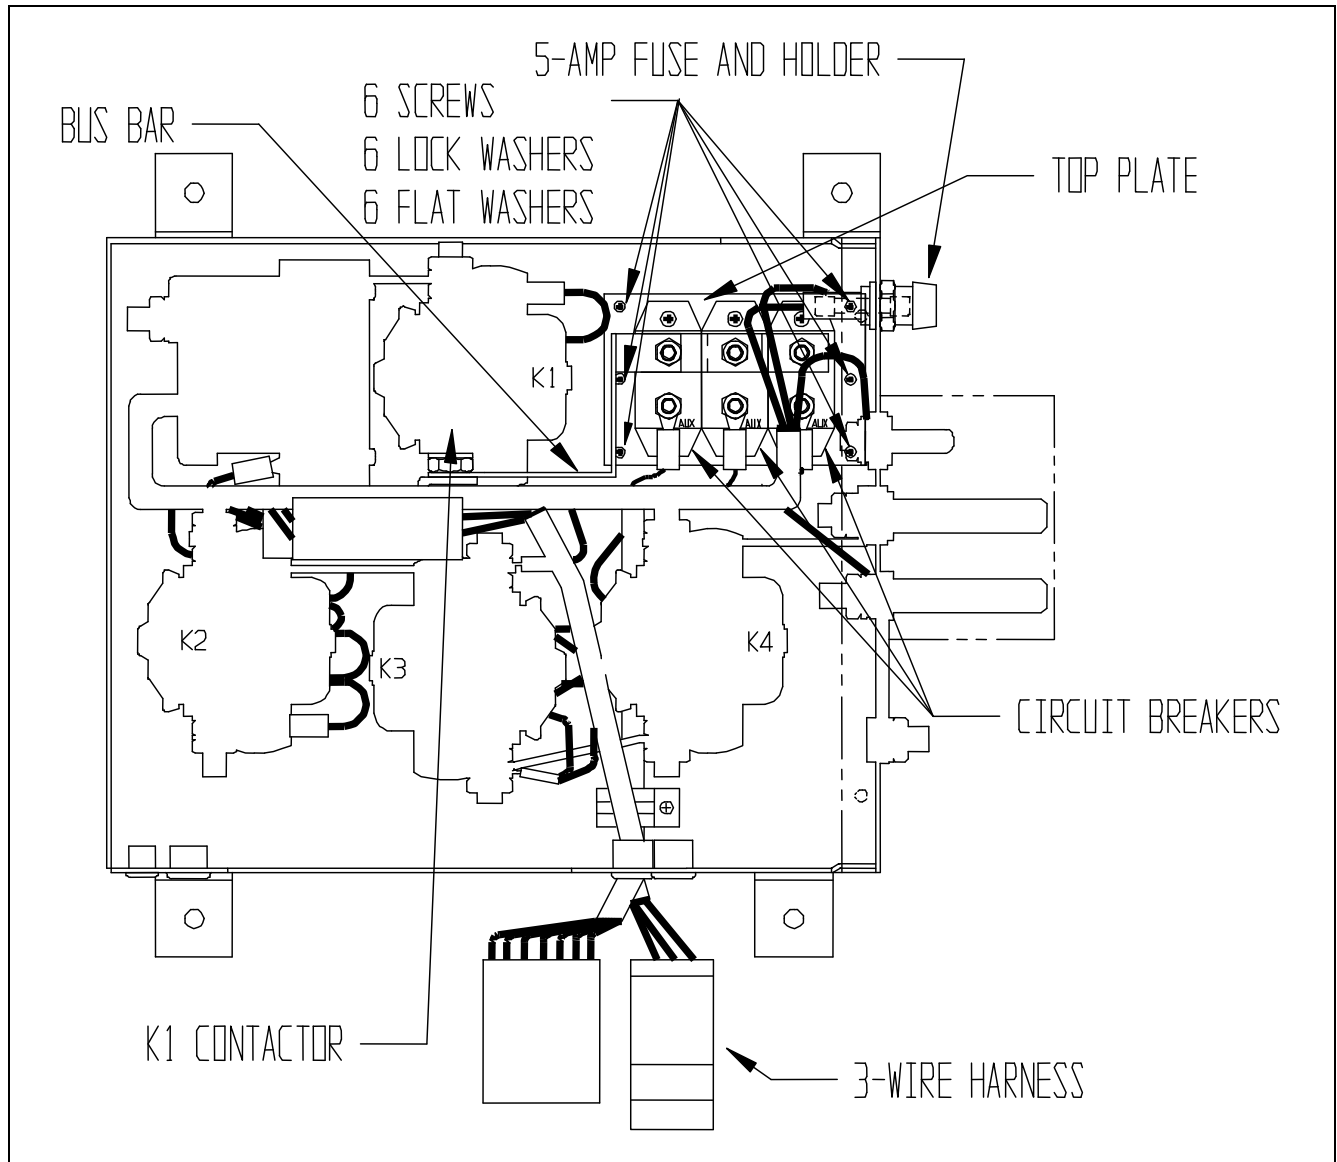 5-AMP FUSE AND HOLDER
6 SCREWS
BUS BAR
6 LOCK WASHERS
TOP PLATE
6 FLAT WASHERS
K1
AUX AUX AUX
K2
K3
K4
CIRCUIT BREAKERS
K1 CONTACTOR
3-WIRE HARNESS